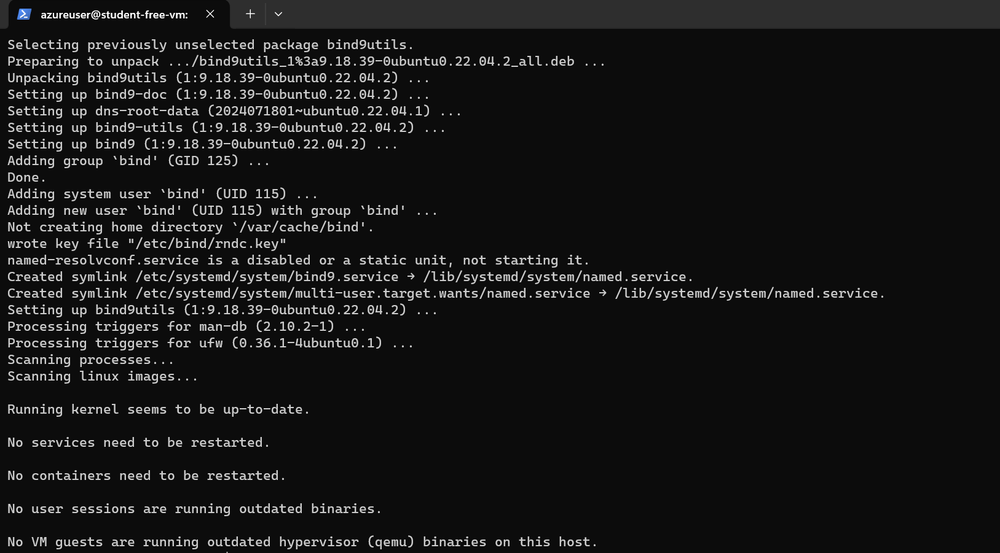 azureuser@student-free-vm:
Selecting previously unselected package bind9utils.
Preparing to unpack .../bind9utils_1%3a9.18.39-0ubuntu0.22.04.2_all.deb ...
Unpacking bind9utils (1:9.18.39-0ubuntu0.22.04.2) ...
Setting up bind9-doc (1:9.18.39-0ubuntu0.22.04.2) ...
Setting up dns-root-data (2024071801~ubuntu0.22.04.1) ...
Setting up bind9-utils (1:9.18.39-0ubuntu0.22.04.2) ...
Setting up bind9 (1:9.18.39-0ubuntu0.22.04.2) ...
Adding group `bind' (GID 125) ...
Done.
Adding system user `bind' (UID 115) ...
Adding new user `bind' (UID 115) with group `bind' ...
Not creating home directory `/var/cache/bind'.
wrote key file "/etc/bind/rndc.key"
named-resolvconf.service is a disabled or a static unit, not starting it.
Created symlink /etc/systemd/system/bind9.service → /lib/systemd/system/named.service.
Created symlink /etc/systemd/system/multi-user.target.wants/named.service → /lib/systemd/system/named.service.
Setting up bind9utils (1:9.18.39-0ubuntu0.22.04.2) ...
Processing triggers for man-db (2.10.2-1) ...
Processing triggers for ufw (0.36.1-4ubuntu0.1) ...
Scanning processes...
Scanning linux images...
Running kernel seems to be up-to-date.
No services need to be restarted.
No containers need to be restarted.
No user sessions are running outdated binaries.
No VM guests are running outdated hypervisor (qemu) binaries on this host.